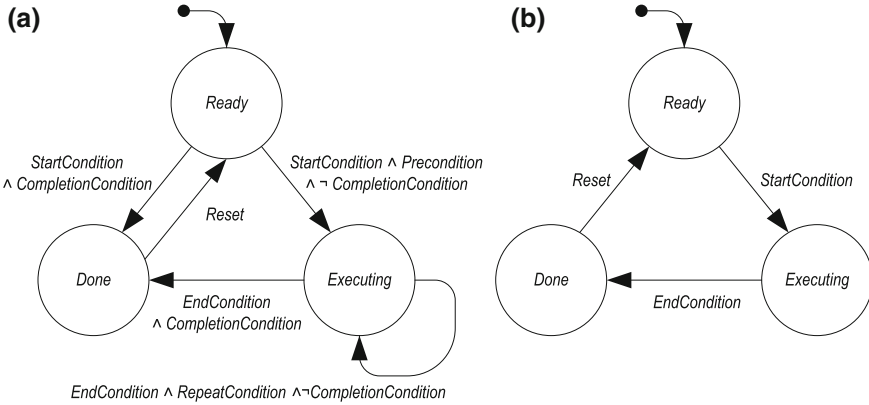 (a)
Ready
StartCondition
∧ CompletionCondition
StartCondition ∧ Precondition
∧ ¬ CompletionCondition
Reset
Done
Executing
EndCondition
∧ CompletionCondition
EndCondition ∧ RepeatCondition ∧¬CompletionCondition
(b)
Ready
Reset
StartCondition
Done
Executing
EndCondition